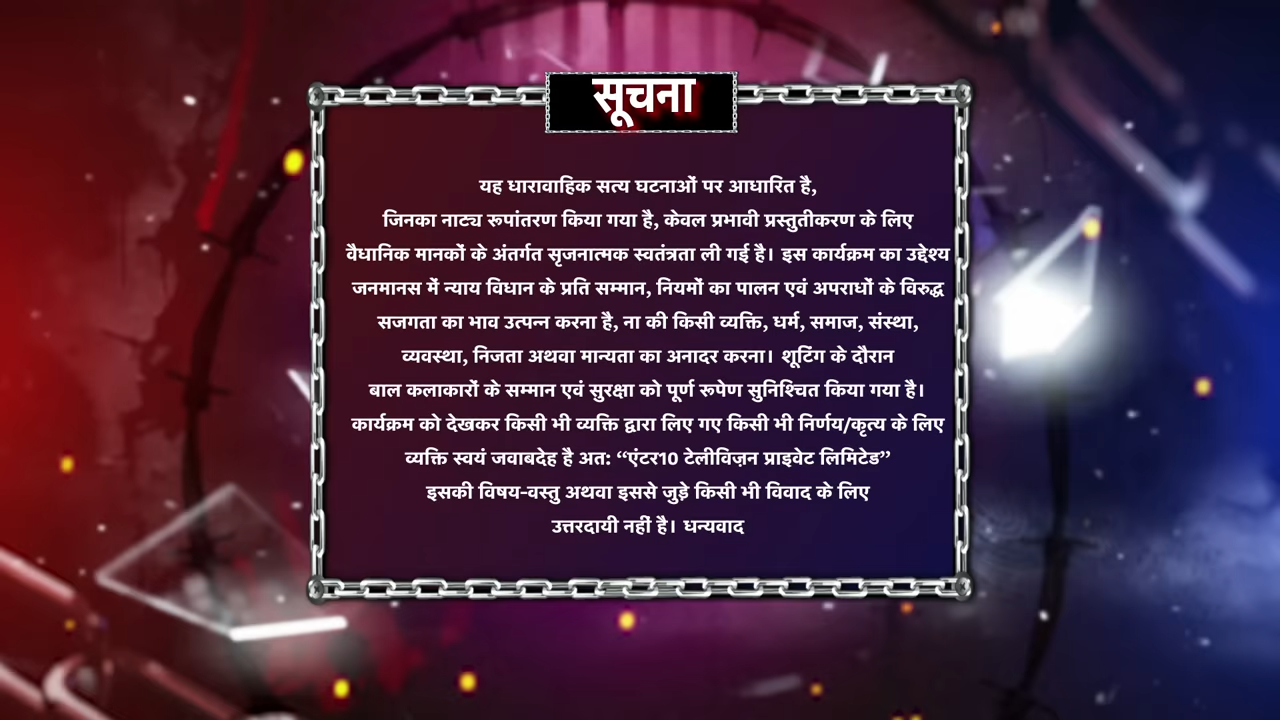 सूचना
यह धारावाहिक सत्य घटनाओं पर आधारित है,
जिनका नाट्य रूपांतरण किया गया है, केवल प्रभावी प्रस्तुतीकरण के लिए
वैधानिक मानकों के अंतर्गत सृजनात्मक स्वतंत्रता ली गई है। इस कार्यक्रम का उद्देश्य
जनमानस में न्याय विधान के प्रति सम्मान, नियमों का पालन एवं अपराधों के विरुद्ध
सजगता का भाव उत्पन्न करना है, ना की किसी व्यक्ति, धर्म, समाज, संस्था,
व्यवस्था, निजता अथवा मान्यता का अनादर करना। शूटिंग के दौरान
बाल कलाकारों के सम्मान एवं सुरक्षा को पूर्ण रूपेण सुनिश्चित किया गया है।
कार्यक्रम को देखकर किसी भी व्यक्ति द्वारा लिए गए किसी भी निर्णय/कृत्य के लिए
व्यक्ति स्वयं जवाबदेह है अत: “एंटर10 टेलीविज़न प्राइवेट लिमिटेड”
इसकी विषय-वस्तु अथवा इससे जुड़े किसी भी विवाद के लिए
उत्तरदायी नहीं है। धन्यवाद